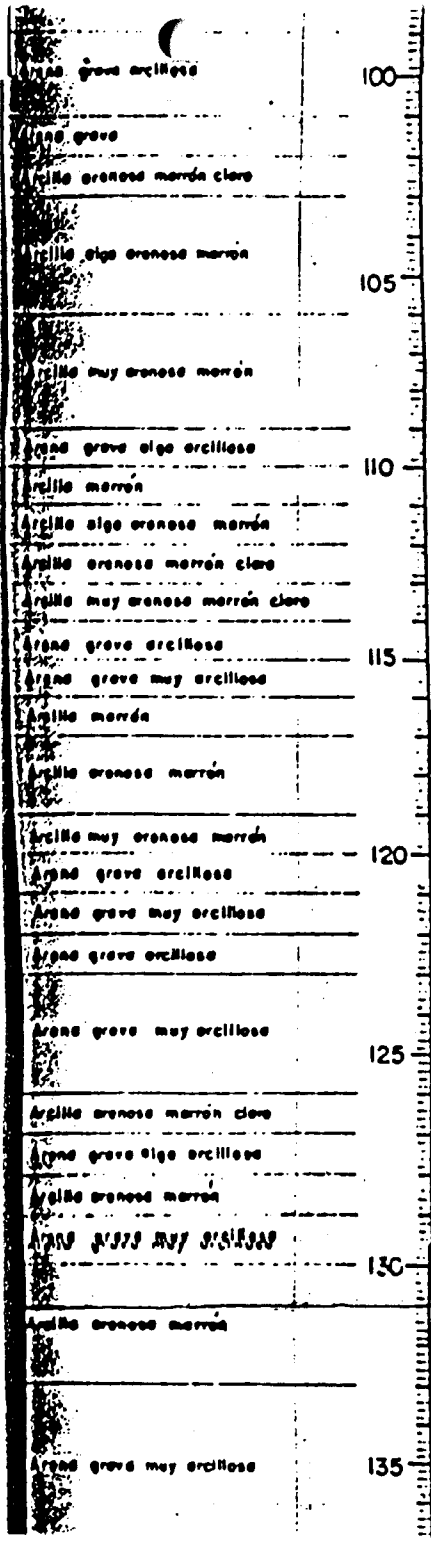 Arena grava arcillosa
100
Arena grava
Arcilla arenosa marrón claro
Arcilla algo arenosa marrón
105
Arcilla muy arenosa marrón
Arena grava algo arcillosa
110
Arcilla marrón
Arcilla algo arenosa marrón
Arcilla arenosa marrón claro
Arcilla muy arenosa marrón claro
Arena grava arcillosa
115
Arena grava muy arcillosa
Arcilla marrón
Arcilla arenosa marrón
Arcilla muy arenosa marrón
120
Arena grava arcillosa
Arena grava muy arcillosa
Arena grava arcillosa
Arena grava muy arcillosa
125
Arcilla arenosa marrón claro
Arena grava algo arcillosa
Arcilla arenosa marrón
Arena grava muy arcillosa
130
Arcilla arenosa marrón
Arena grava muy arcillosa
135